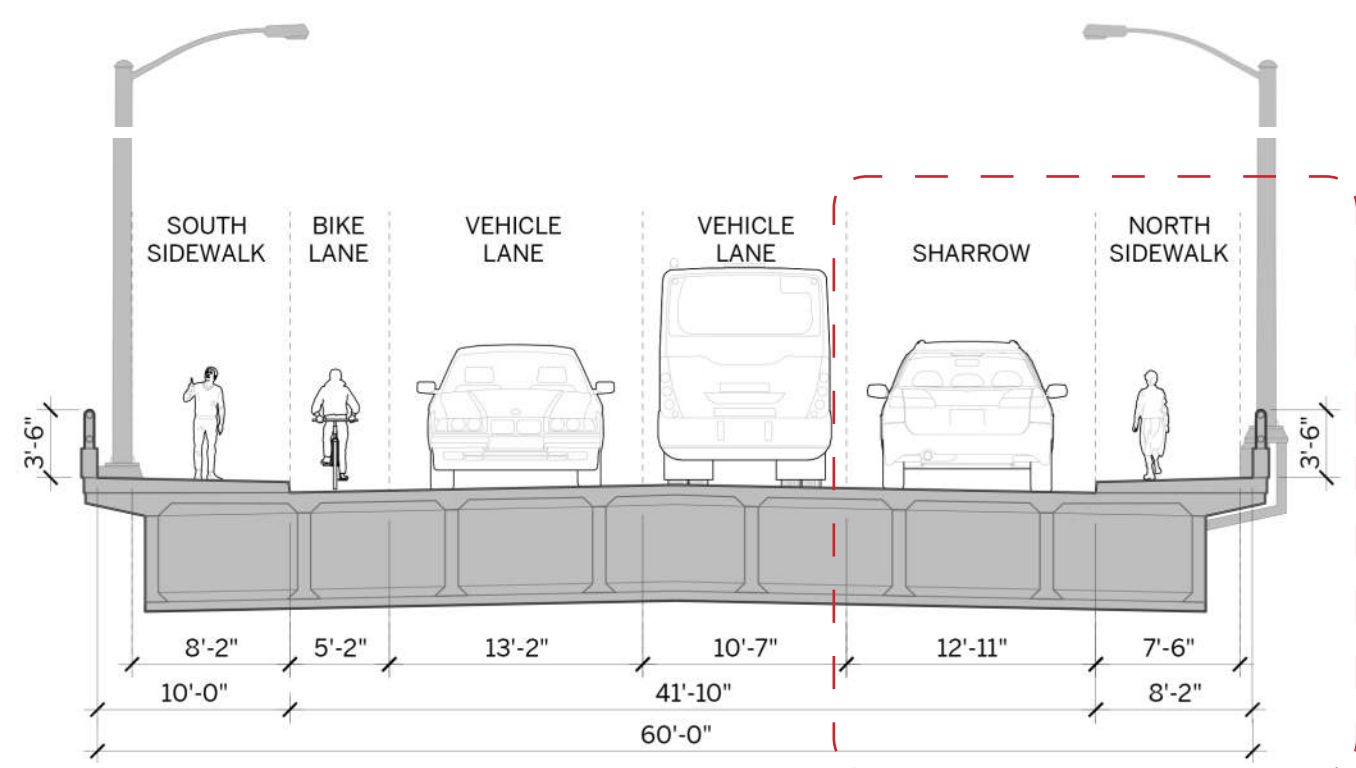 SOUTH
SIDEWALK
BIKE
LANE
VEHICLE
LANE
VEHICLE
LANE
SHARROW
NORTH
SIDEWALK
3'-6"
3'-6"
8'-2"
5'-2"
13'-2"
10'-7"
12'-11"
7'-6"
10'-0"
41'-10"
8'-2"
60'-0"